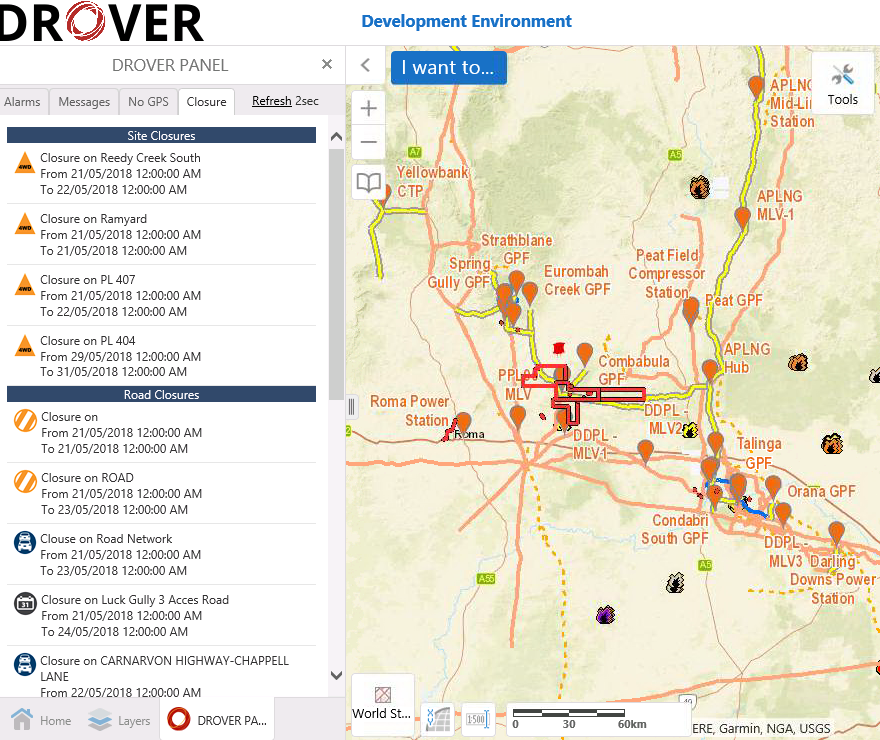 DROVER
Development Environment
DROVER PANEL
Alarms
Messages
No GPS
Closure
Refresh 2sec
Site Closures
Closure on Reedy Creek South
From 21/05/2018 12:00:00 AM
To 22/05/2018 12:00:00 AM
Closure on Ramyard
From 21/05/2018 12:00:00 AM
To 21/05/2018 12:00:00 AM
Closure on PL 407
From 21/05/2018 12:00:00 AM
To 22/05/2018 12:00:00 AM
Closure on PL 404
From 29/05/2018 12:00:00 AM
To 31/05/2018 12:00:00 AM
Road Closures
Closure on
From 21/05/2018 12:00:00 AM
To 21/05/2018 12:00:00 AM
Closure on ROAD
From 21/05/2018 12:00:00 AM
To 23/05/2018 12:00:00 AM
Clouse on Road Network
From 21/05/2018 12:00:00 AM
To 23/05/2018 12:00:00 AM
31
Closure on Luck Gully 3 Acces Road
From 21/05/2018 12:00:00 AM
To 24/05/2018 12:00:00 AM
Closure on CARNARVON HIGHWAY-CHAPPELL
LANE
From 22/05/2018 12:00:00 AM
Home
Layers
DROVER PA...
I want to...
Tools
APLNG
Mid-Li
Station
A7
A5
Yellowbank
CTP
APLNG
MLV-1
Strathblane
GPF
Spring
Gully GPF
Eurombah
Creek GPF
Peat Field
Compressor
Station
Peat GPF
APLNG
Hub
Combabula
GPF
MLV
Roma Power
Station
Roma
DDPL -
MLV2
DDPL -
MLV1
Talinga
GPF
Orana GPF
Condabri
South GPF
DDPL -
MLV3
Darling
Downs Power
Station
A55
A5
World St...
X,Y
1:500
0 30 60km
ERE, Garmin, NGA, USGS